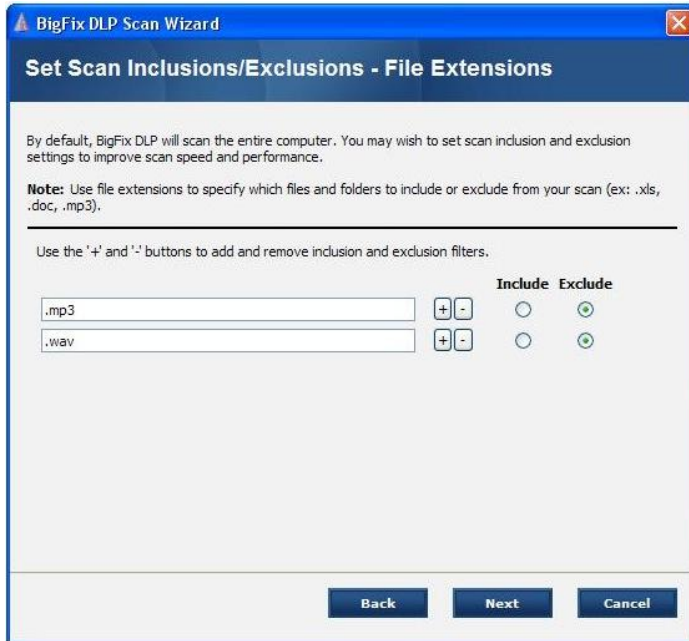 BigFix DLP Scan Wizard
Set Scan Inclusions/Exclusions - File Extensions
By default, BigFix DLP will scan the entire computer. You may wish to set scan inclusion and exclusion
settings to improve scan speed and performance.
Note: Use file extensions to specify which files and folders to include or exclude from your scan (ex: .xls,
.doc, .mp3).
Use the '+' and '-' buttons to add and remove inclusion and exclusion filters.
Include Exclude
.mp3 + -
.wav + -
Back Next Cancel